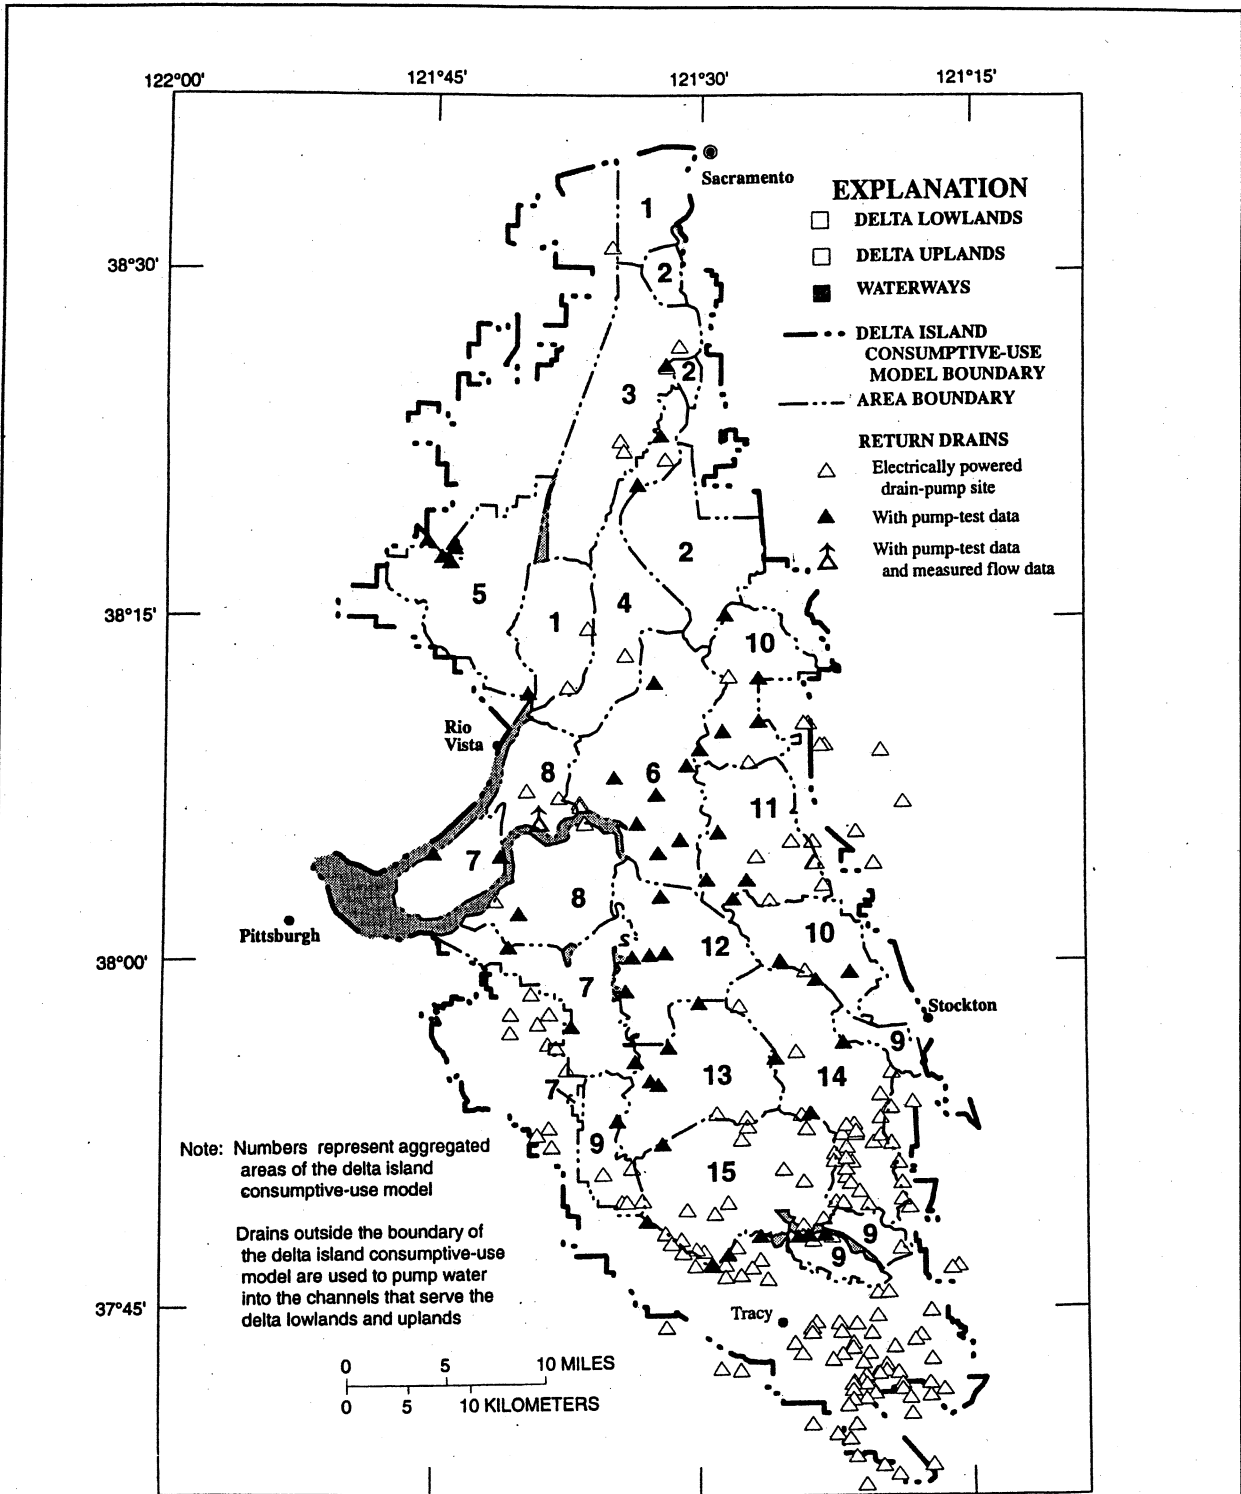 122°00'
121°45'
121°30'
121°15'
Sacramento
EXPLANATION
DELTA LOWLANDS
DELTA UPLANDS
WATERWAYS
DELTA ISLAND
CONSUMPTIVE-USE
MODEL BOUNDARY
AREA BOUNDARY
RETURN DRAINS
Electrically powered
drain-pump site
With pump-test data
With pump-test data
and measured flow data
38°30'
38°15'
38°00'
37°45'
1
2
3
2
2
5
1
4
10
Rio
Vista
8
6
11
7
8
Pittsburgh
12
10
7
Stockton
9
13
14
7
9
15
9
9
Tracy
Note: Numbers represent aggregated
areas of the delta island
consumptive-use model
Drains outside the boundary of
the delta island consumptive-use
model are used to pump water
into the channels that serve the
delta lowlands and uplands
0 5 10 MILES
0 5 10 KILOMETERS